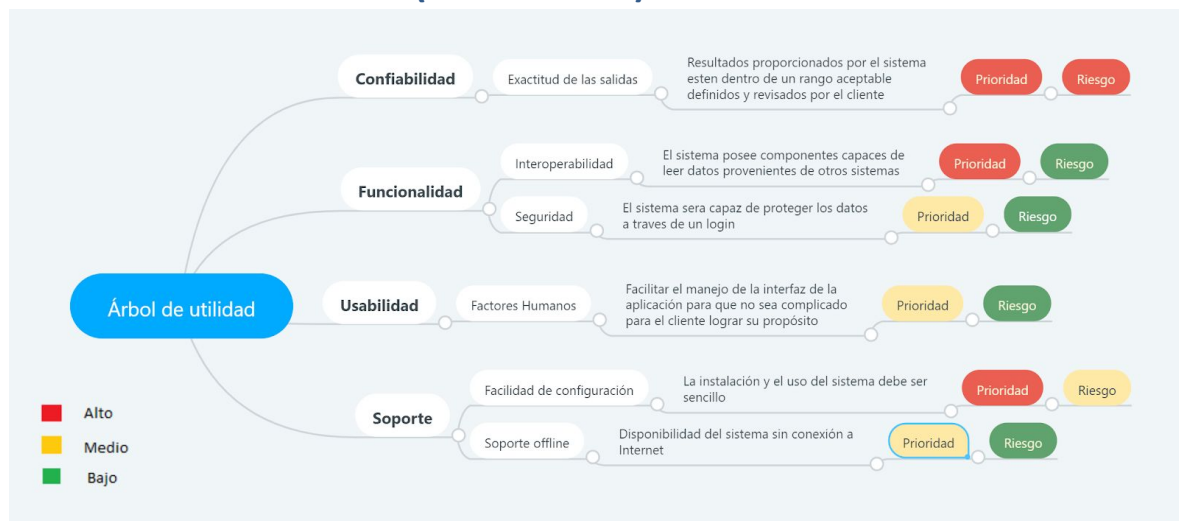 Confiabilidad
Exactitud de las salidas
Resultados proporcionados por el sistema
esten dentro de un rango aceptable
definidos y revisados por el cliente
Prioridad
Riesgo
Funcionalidad
Interoperabilidad
El sistema posee componentes capaces de
leer datos provenientes de otros sistemas
Prioridad
Riesgo
Seguridad
El sistema sera capaz de proteger los datos
a traves de un login
Prioridad
Riesgo
Árbol de utilidad
Usabilidad
Factores Humanos
Facilitar el manejo de la interfaz de la
aplicación para que no sea complicado
para el cliente lograr su propósito
Prioridad
Riesgo
Soporte
Facilidad de configuración
La instalación y el uso del sistema debe ser
sencillo
Prioridad
Riesgo
Soporte offline
Disponibilidad del sistema sin conexión a
Internet
Prioridad
Riesgo
Alto
Medio
Bajo